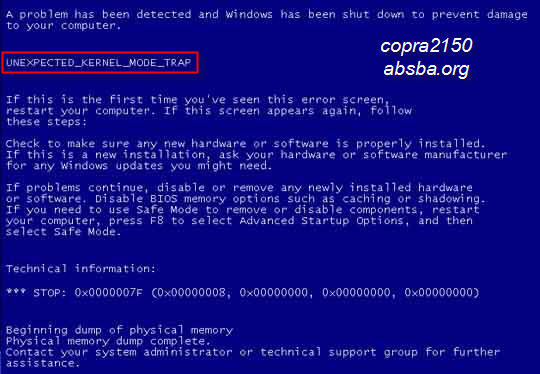 A problem has been detected and Windows has been shut down to prevent damage
to your computer.
copra2150
absba.org
UNEXPECTED_KERNEL_MODE_TRAP
If this is the first time you've seen this error screen,
restart your computer. If this screen appears again, follow
these steps:
Check to make sure any new hardware or software is properly installed.
If this is a new installation, ask your hardware or software manufacturer
for any Windows updates you might need.
If problems continue, disable or remove any newly installed hardware
or software. Disable BIOS memory options such as caching or shadowing.
If you need to use Safe Mode to remove or disable components, restart
your computer, press F8 to select Advanced Startup Options, and then
select Safe Mode.
Technical information:
*** STOP: 0x0000007F (0x00000008, 0x00000000, 0x00000000, 0x00000000)
Beginning dump of physical memory
Physical memory dump complete.
Contact your system administrator or technical support group for further
assistance.